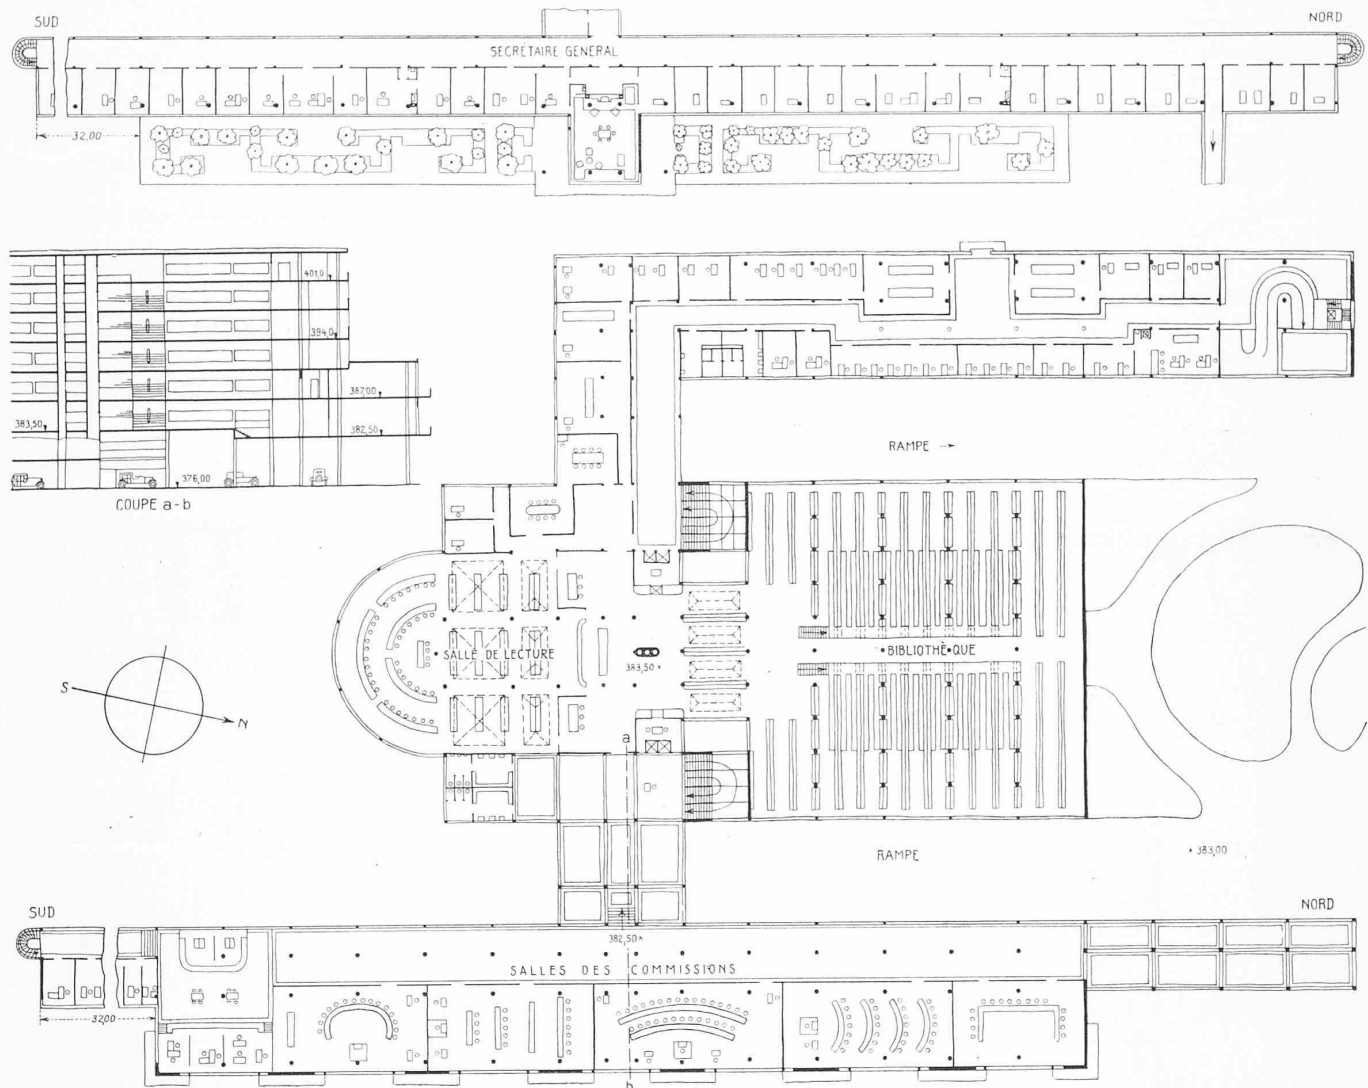 SUD
NORD
SECRÉTAIRE GÉNÉRAL
32,00
401,0
394,0
387,00
383,50
382,50
376,00
COUPE a-b
RAMPE →
S
N
SALLE DE LECTURE
383,50
BIBLIOTHÈQUE
a
RAMPE
383,00
SUD
NORD
382,50
SALLES DES COMMISSIONS
32,00
b